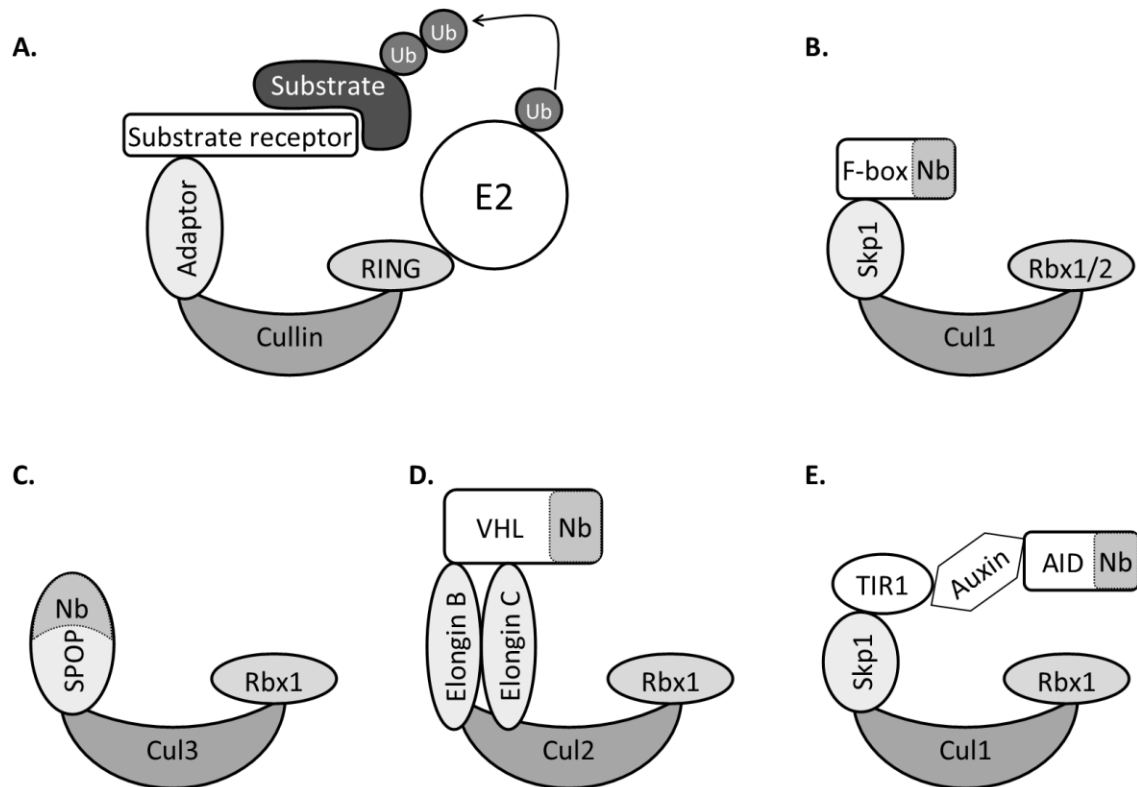 A.
Ub
Ub
Substrate
Ub
Substrate receptor
Adaptor
E2
RING
Cullin
B.
F-box Nb
Skp1
Rbx1/2
Cul1
C.
Nb
SPOP
Rbx1
Cul3
D.
VHL Nb
Elongin B
Elongin C
Rbx1
Cul2
E.
TIR1
Auxin
AID Nb
Skp1
Rbx1
Cul1